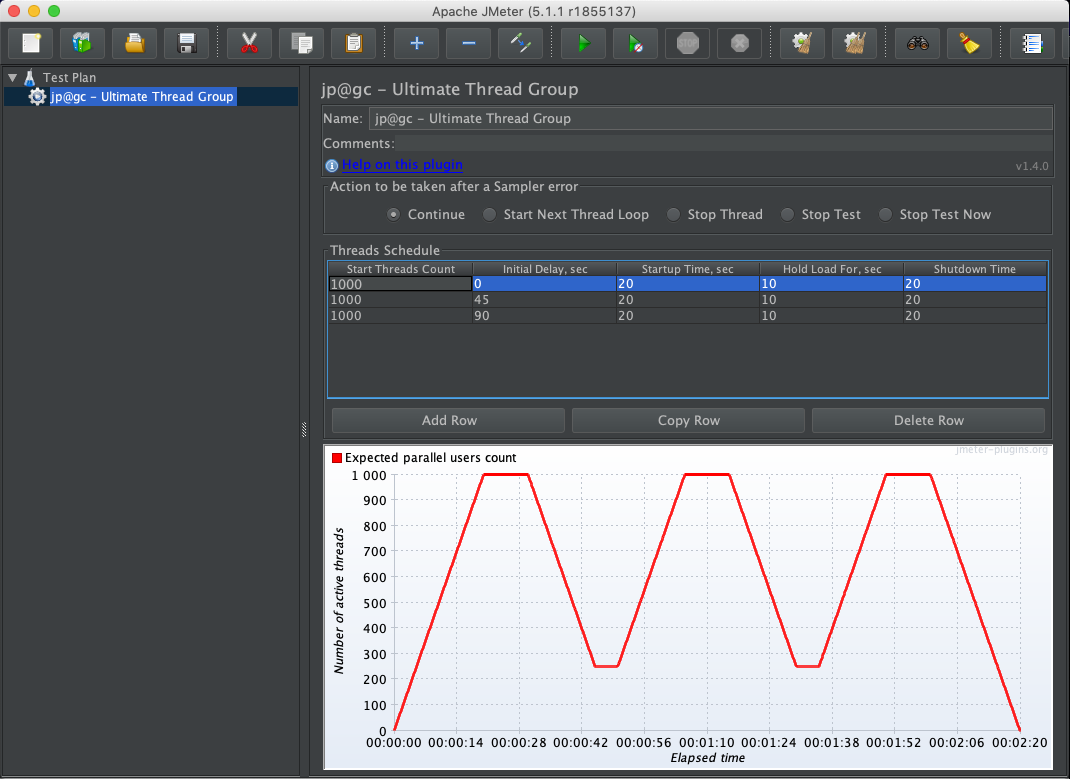 Apache JMeter (5.1.1 r1855137)
STOP
Test Plan
jp@gc – Ultimate Thread Group
jp@gc – Ultimate Thread Group
Name: jp@gc – Ultimate Thread Group
Comments:
Help on this plugin v1.4.0
Action to be taken after a Sampler error
Continue Start Next Thread Loop Stop Thread Stop Test Stop Test Now
Threads Schedule
Start Threads Count Initial Delay, sec Startup Time, sec Hold Load For, sec Shutdown Time
1000 0 20 10 20
1000 45 20 10 20
1000 90 20 10 20
Add Row Copy Row Delete Row
jmeter-plugins.org
Expected parallel users count
1 000
900
800
700
600
500
400
300
200
100
0
Number of active threads
00:00:00 00:00:14 00:00:28 00:00:42 00:00:56 00:01:10 00:01:24 00:01:38 00:01:52 00:02:06 00:02:20
Elapsed time